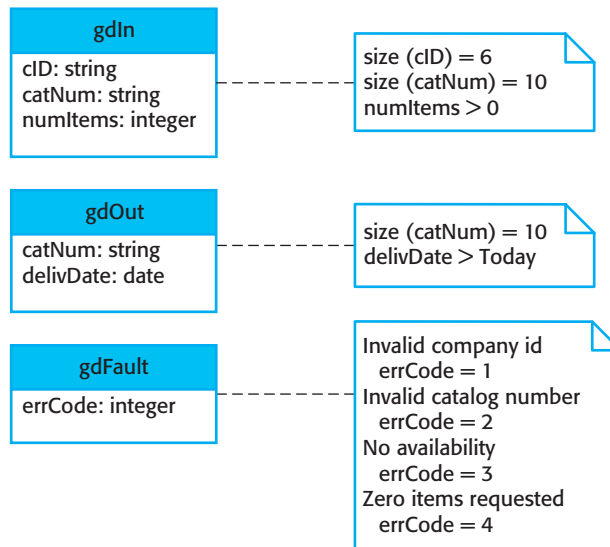 gdIn
cID: string
catNum: string
numItems: integer
size (cID) = 6
size (catNum) = 10
numItems > 0
gdOut
catNum: string
delivDate: date
size (catNum) = 10
delivDate > Today
gdFault
errCode: integer
Invalid company id
errCode = 1
Invalid catalog number
errCode = 2
No availability
errCode = 3
Zero items requested
errCode = 4